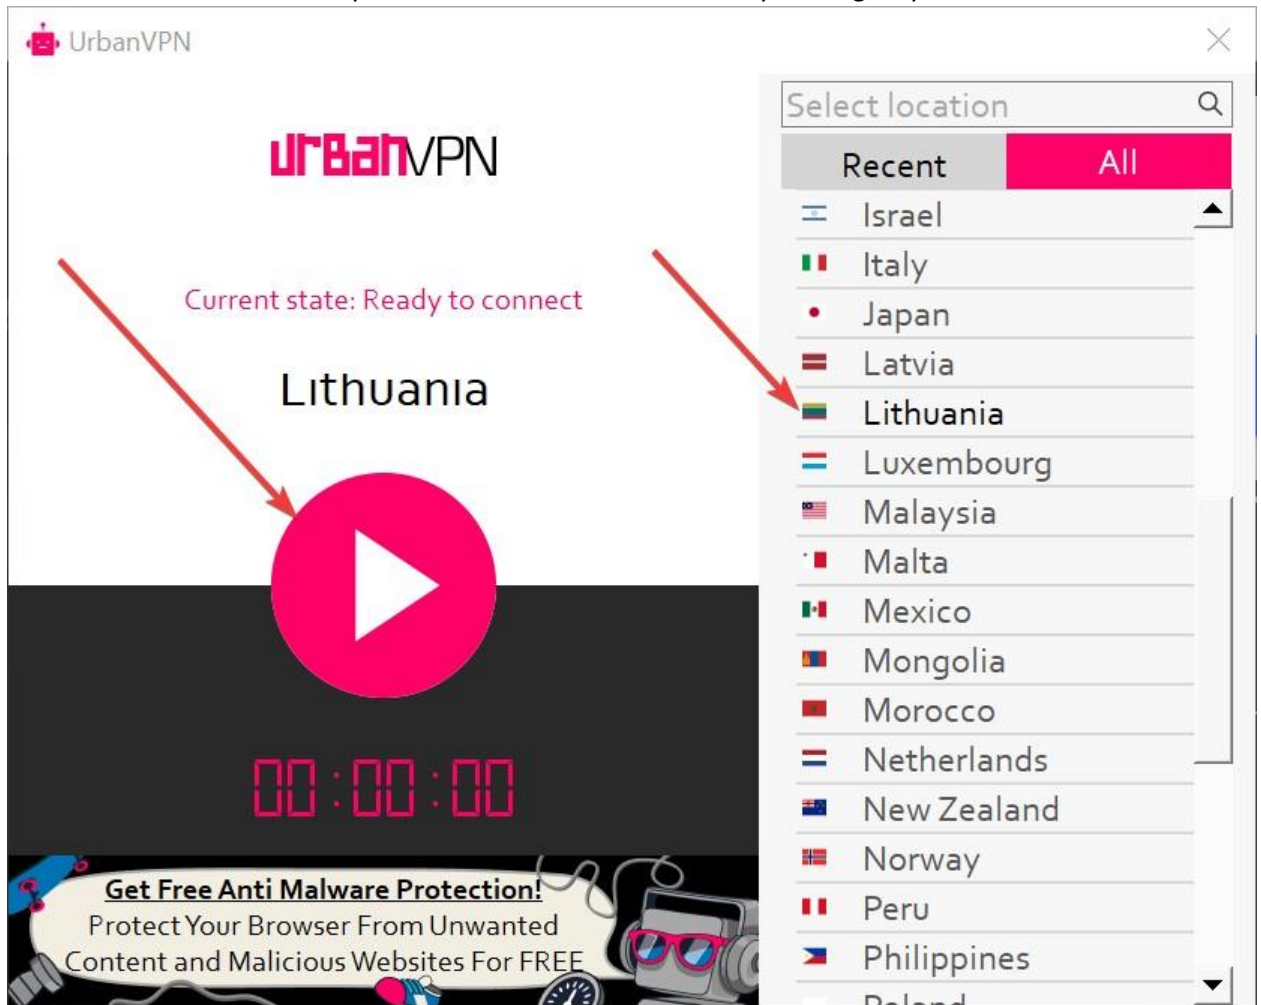 UrbanVPN
urbanVPN
Current state: Ready to connect
Lithuania
00:00:00
Get Free Anti Malware Protection!
Protect Your Browser From Unwanted
Content and Malicious Websites For FREE
Select location
Recent
All
Israel
Italy
Japan
Latvia
Lithuania
Luxembourg
Malaysia
Malta
Mexico
Mongolia
Morocco
Netherlands
New Zealand
Norway
Peru
Philippines
Poland